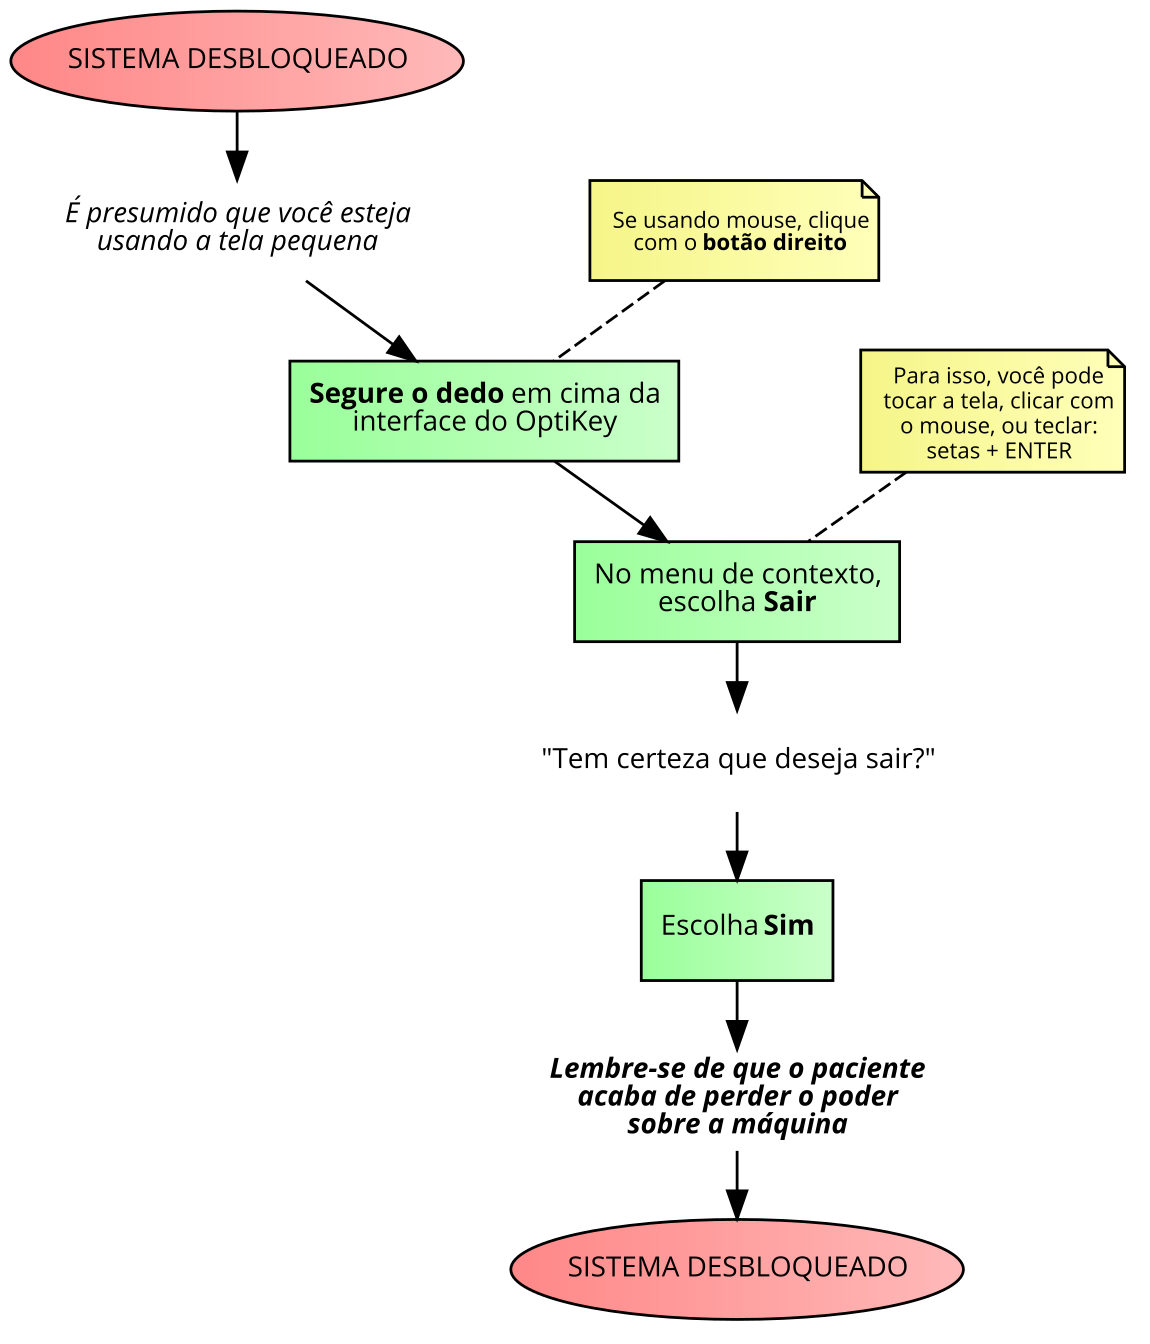 SISTEMA DESBLOQUEADO
É presumido que você esteja
usando a tela pequena
Se usando mouse, clique
com o botão direito
Segure o dedo em cima da
interface do OptiKey
Para isso, você pode
tocar a tela, clicar com
o mouse, ou teclar:
setas + ENTER
No menu de contexto,
escolha Sair
"Tem certeza que deseja sair?"
Escolha Sim
Lembre-se de que o paciente
acaba de perder o poder
sobre a máquina
SISTEMA DESBLOQUEADO